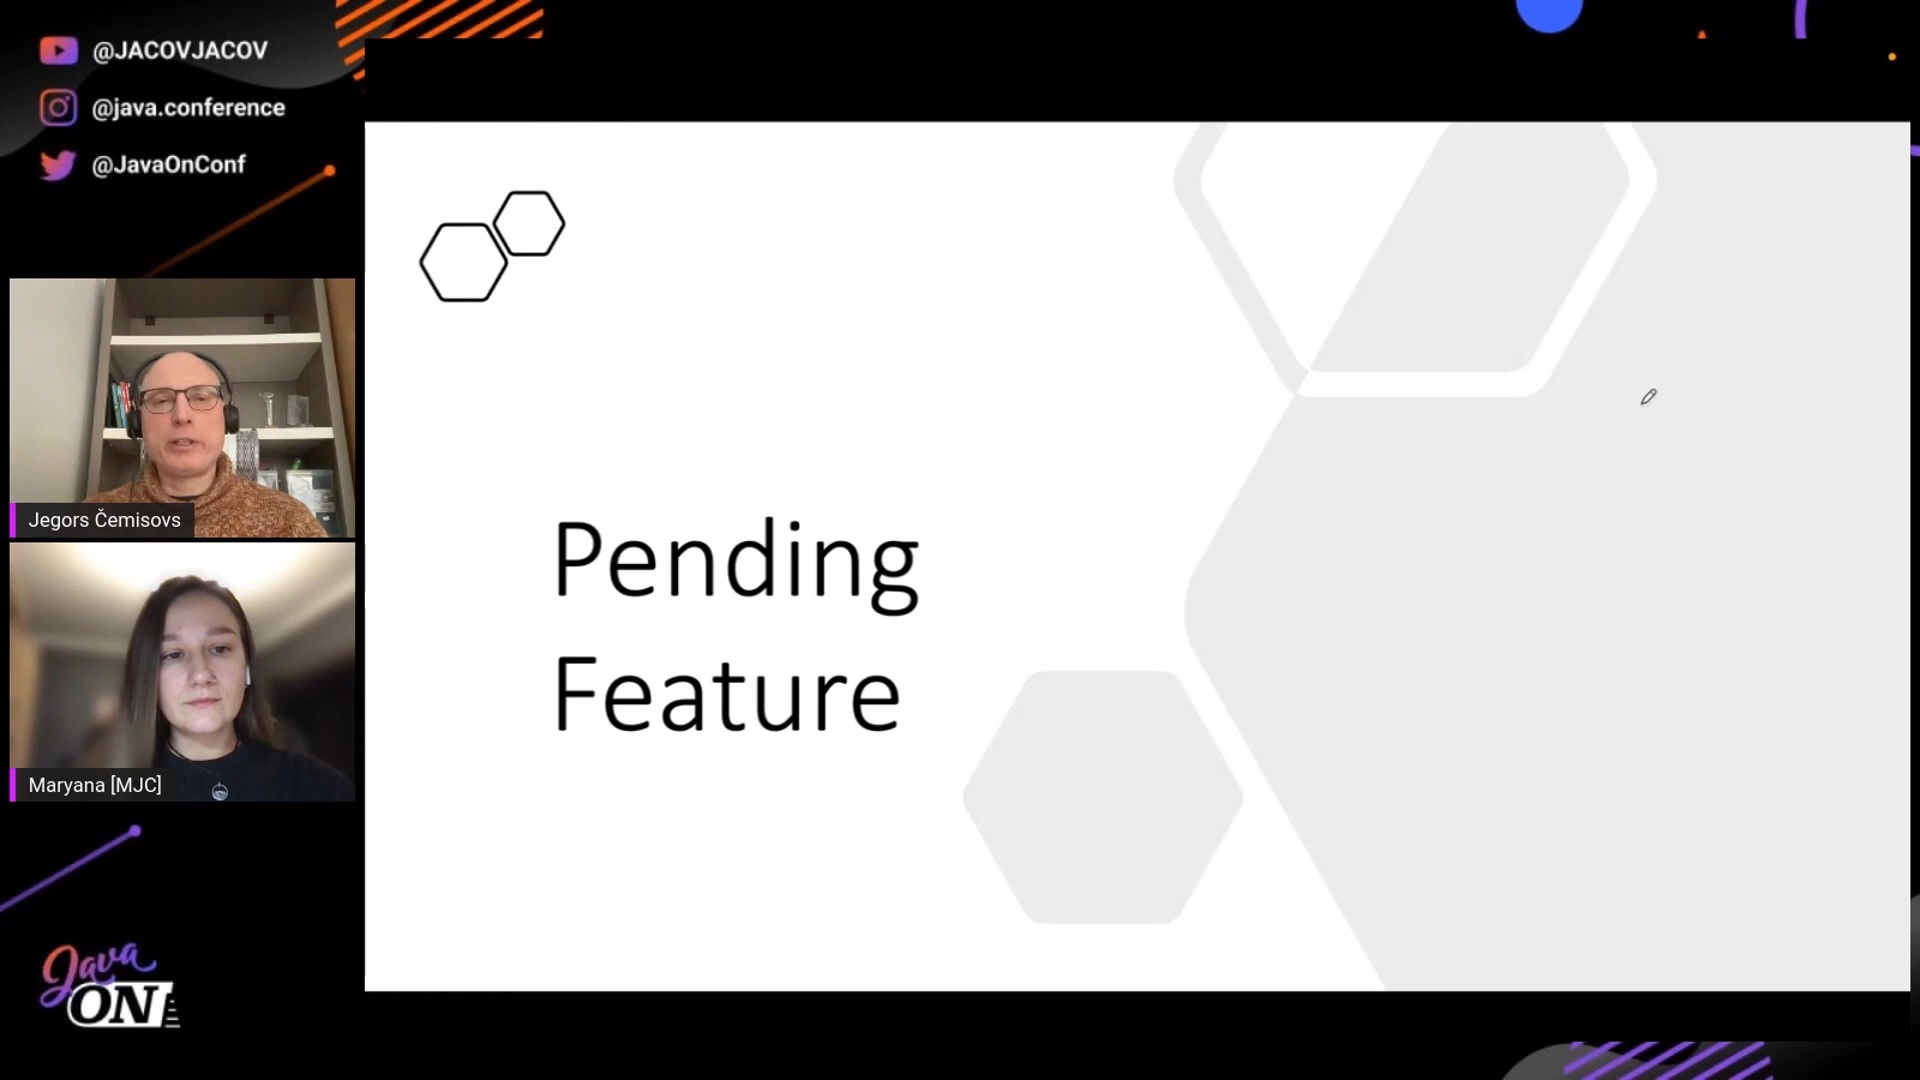 @JACOVJACOV
@java.conference
@JavaOnConf
Jegors Čemisovs
Maryana [MJC]
Java
ON
Pending
Feature